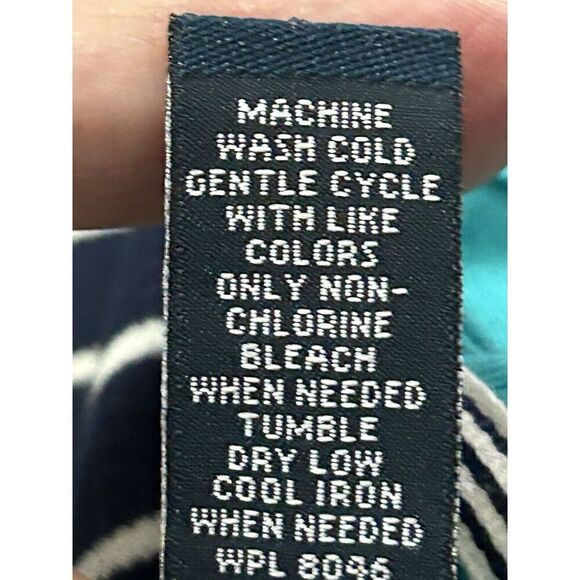 MACHINE
WASH COLD
GENTLE CYCLE
WITH LIKE
COLORS
ONLY NON-
CHLORINE
BLEACH
WHEN NEEDED
TUMBLE
DRY LOW
COOL IRON
WHEN NEEDED
WPL 8046